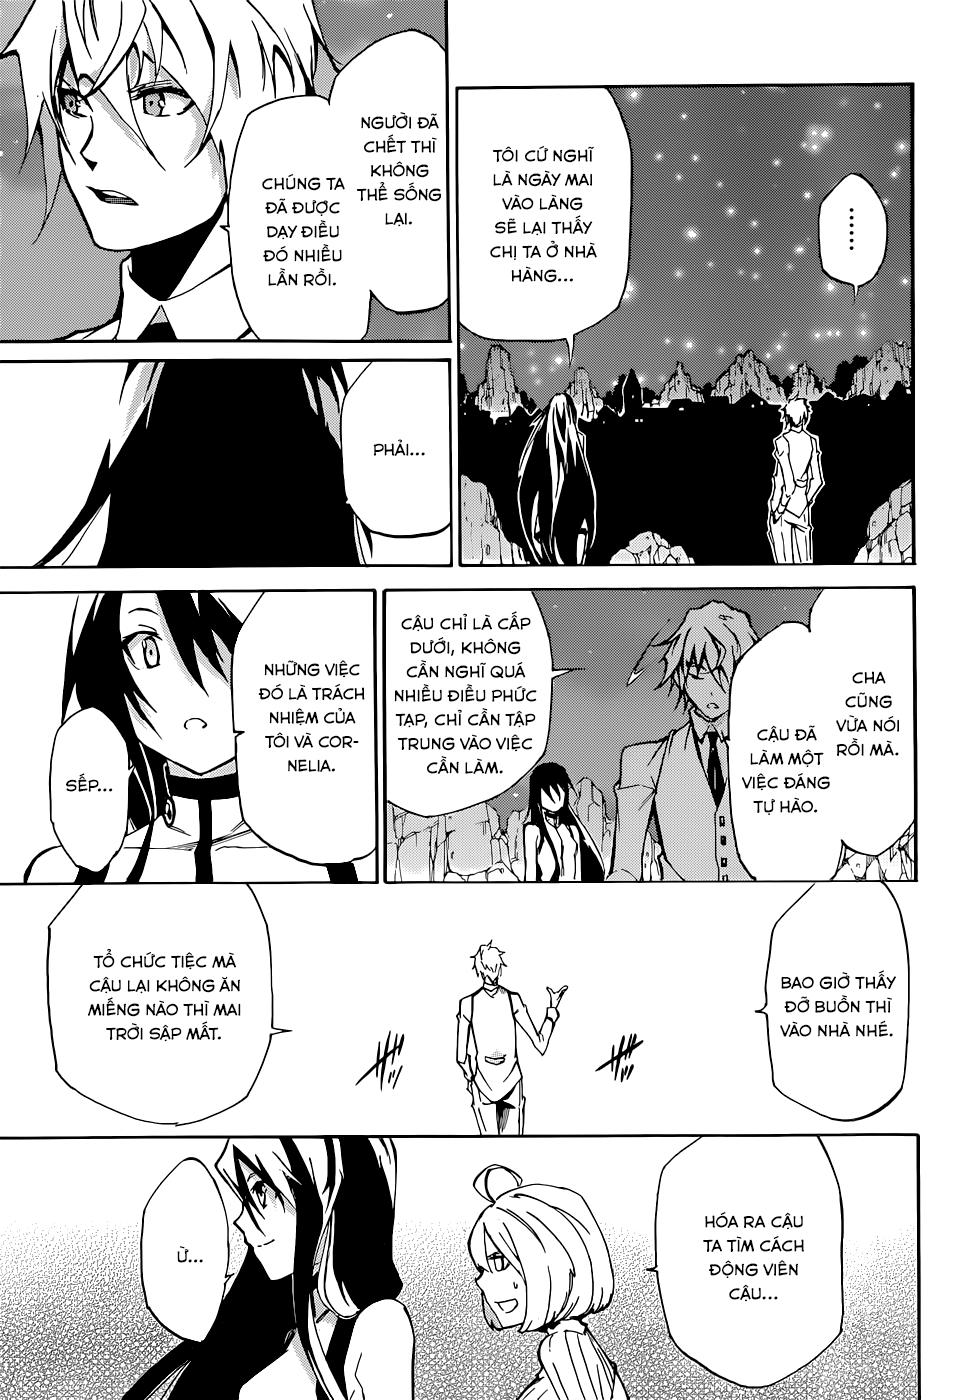 ......
TÔI CỨ NGHĨ
LÀ NGÀY MAI
VÀO LÀNG
SẼ LẠI THẤY
CHỊ TA Ở NHÀ
HÀNG...
NGƯỜI ĐÃ
CHẾT THÌ
KHÔNG
THỂ SỐNG
LẠI.
CHÚNG TA
ĐÃ ĐƯỢC
DẠY ĐIỀU
ĐÓ NHIỀU
LẦN RỒI.
PHẢI...
CHA
CŨNG
VỪA NÓI
RỒI MÀ.
CẬU ĐÃ
LÀM MỘT
VIỆC ĐÁNG
TỰ HÀO.
CẬU CHỈ LÀ CẤP
DƯỚI, KHÔNG
CẦN NGHĨ QUÁ
NHIỀU ĐIỀU PHỨC
TẠP, CHỈ CẦN TẬP
TRUNG VÀO VIỆC
CẦN LÀM.
NHỮNG VIỆC
ĐÓ LÀ TRÁCH
NHIỆM CỦA
TÔI VÀ COR-
NELIA.
SẾP...
BAO GIỜ THẤY
ĐỠ BUỒN THÌ
VÀO NHÀ NHÉ.
TỔ CHỨC TIỆC MÀ
CẬU LẠI KHÔNG ĂN
MIẾNG NÀO THÌ MAI
TRỜI SẬP MẤT.
HÓA RA CẬU
TA TÌM CÁCH
ĐỘNG VIÊN
CẬU...
Ừ...